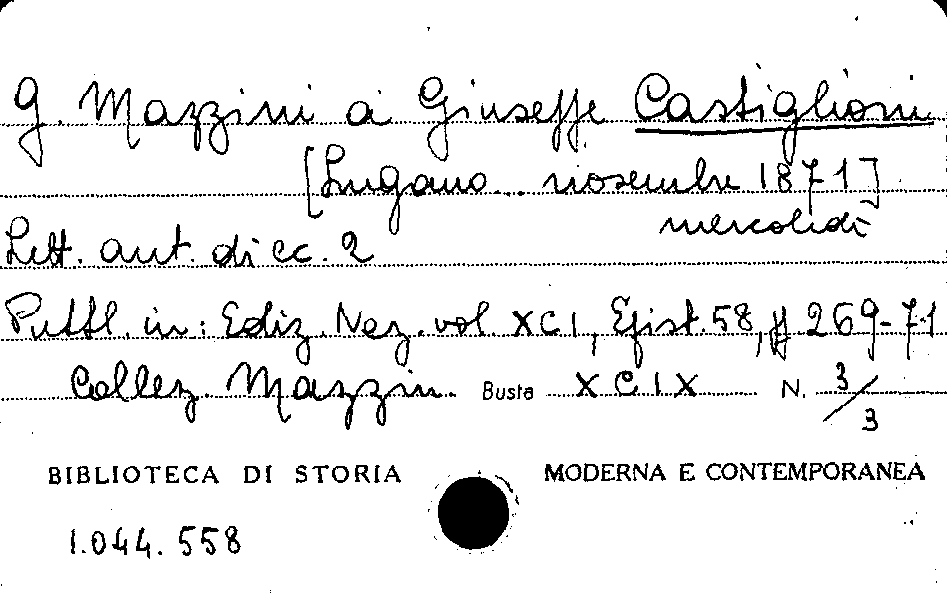 G. Mazzini a Giuseppe Castiglioni
[Lugano... novembre 1871]
mercoledì
Lett. aut. di cc. 2
Pubbl. in: Ediz. Naz. vol. XCI, Epist. 58, pp 269-71
Collez. Mazzin. Busta XCIX N. 3/3
BIBLIOTECA DI STORIA MODERNA E CONTEMPORANEA
1.044.558